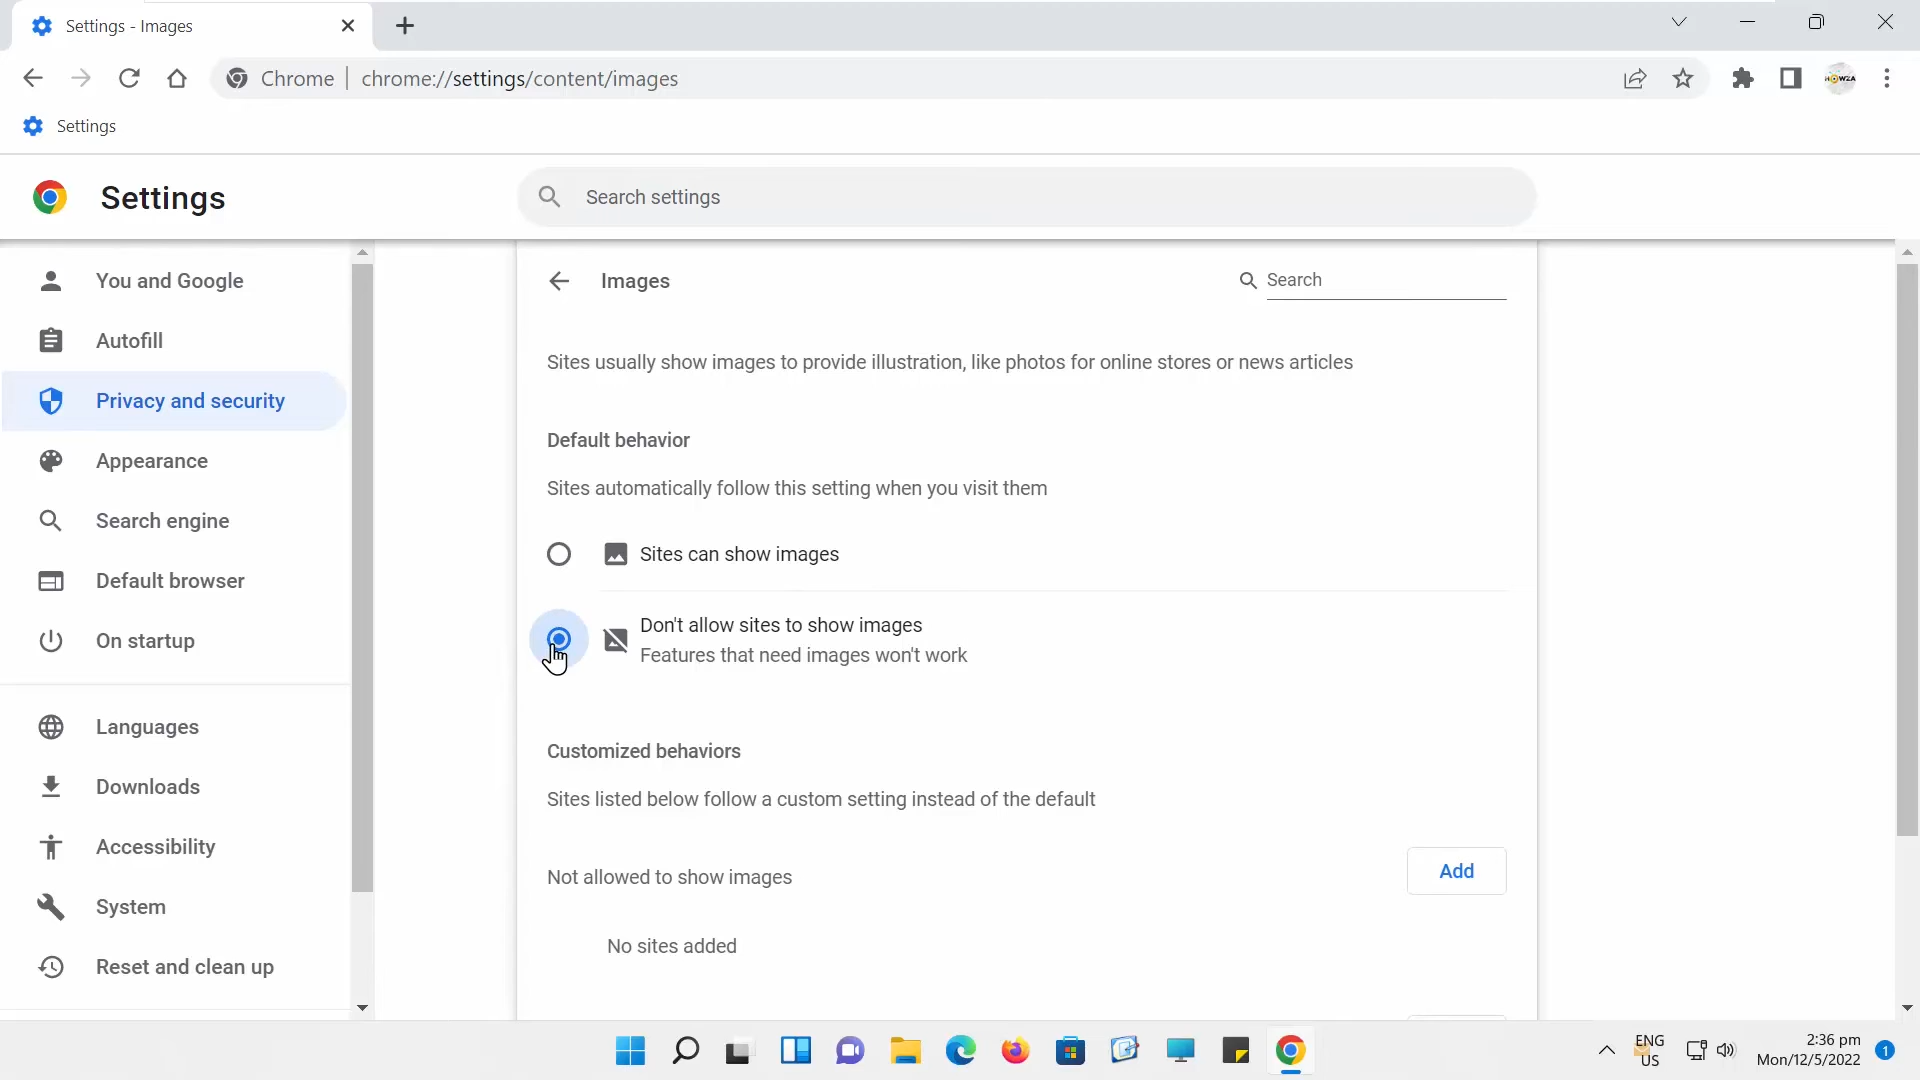 Settings - Images
Chrome | chrome://settings/content/images
HOWZA
Settings
Settings
Search settings
You and Google
Autofill
Privacy and security
Appearance
Search engine
Default browser
On startup
Languages
Downloads
Accessibility
System
Reset and clean up
Images
Search
Sites usually show images to provide illustration, like photos for online stores or news articles
Default behavior
Sites automatically follow this setting when you visit them
Sites can show images
Don't allow sites to show images
Features that need images won't work
Customized behaviors
Sites listed below follow a custom setting instead of the default
Not allowed to show images
Add
No sites added
ENG
US
2:36 pm
Mon/12/5/2022
1